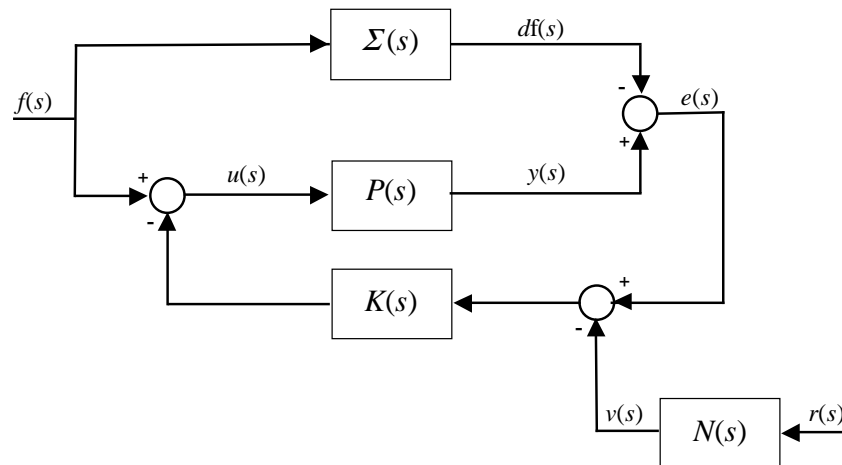 Σ(s)
df(s)
-
e(s)
f(s)
+
+
u(s)
P(s)
y(s)
-
K(s)
+
-
v(s)
N(s)
r(s)